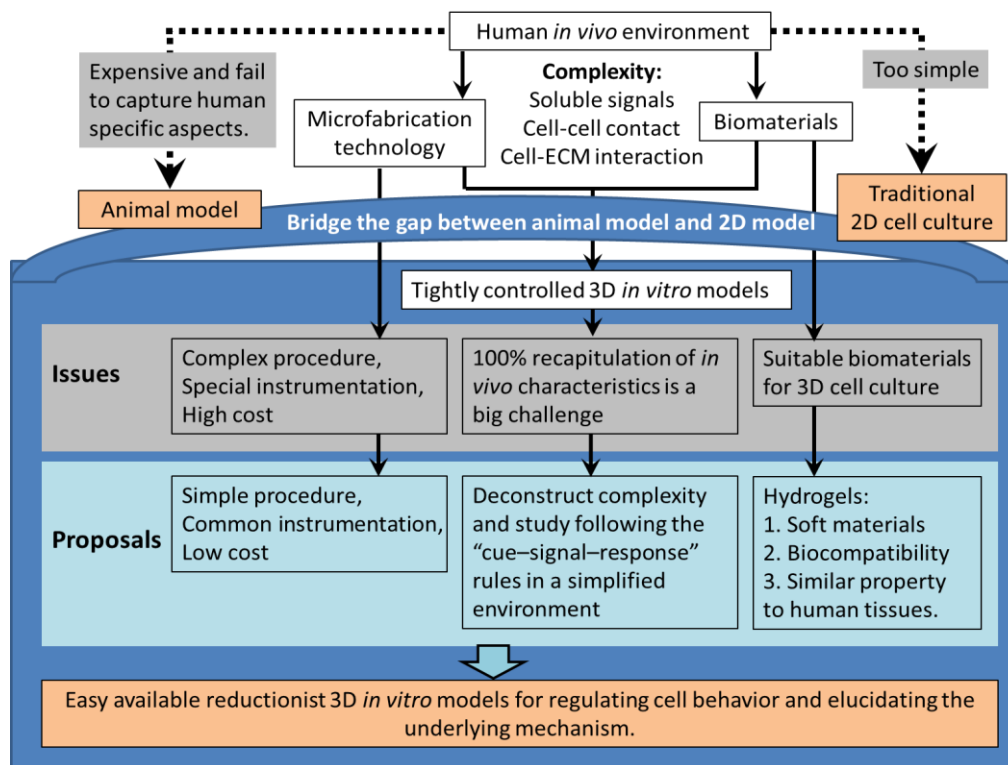 Human in vivo environment
Expensive and fail
to capture human
specific aspects.
Complexity:
Soluble signals
Cell-cell contact
Cell-ECM interaction
Too simple
Microfabrication
technology
Biomaterials
Animal model
Traditional
2D cell culture
Bridge the gap between animal model and 2D model
Tightly controlled 3D in vitro models
Issues
Complex procedure,
Special instrumentation,
High cost
100% recapitulation of in
vivo characteristics is a
big challenge
Suitable biomaterials
for 3D cell culture
Proposals
Simple procedure,
Common instrumentation,
Low cost
Deconstruct complexity
and study following the
“cue–signal–response”
rules in a simplified
environment
Hydrogels:
1. Soft materials
2. Biocompatibility
3. Similar property
to human tissues.
Easy available reductionist 3D in vitro models for regulating cell behavior and elucidating the
underlying mechanism.